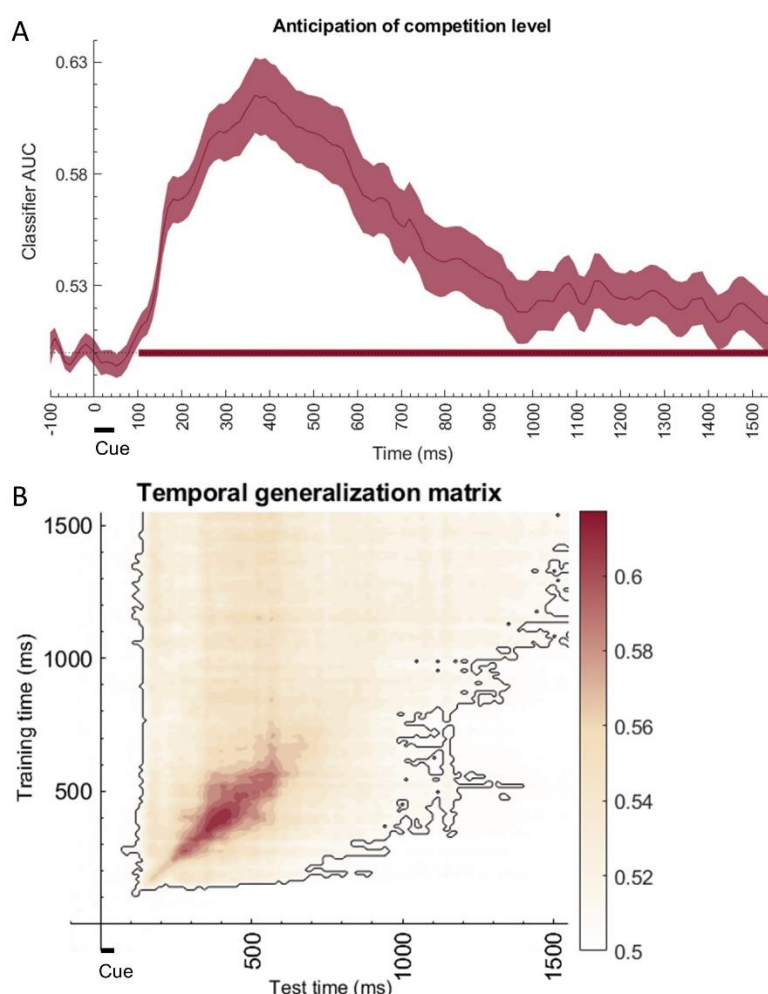 A
Anticipation of competition level
0.63
0.58
0.53
Classifier AUC
-100 0 100 200 300 400 500 600 700 800 900 1000 1100 1200 1300 1400 1500
Cue
Time (ms)
B
Temporal generalization matrix
1500
1000
500
Training time (ms)
0.6
0.58
0.56
0.54
0.52
0.5
500 1000 1500
Cue
Test time (ms)